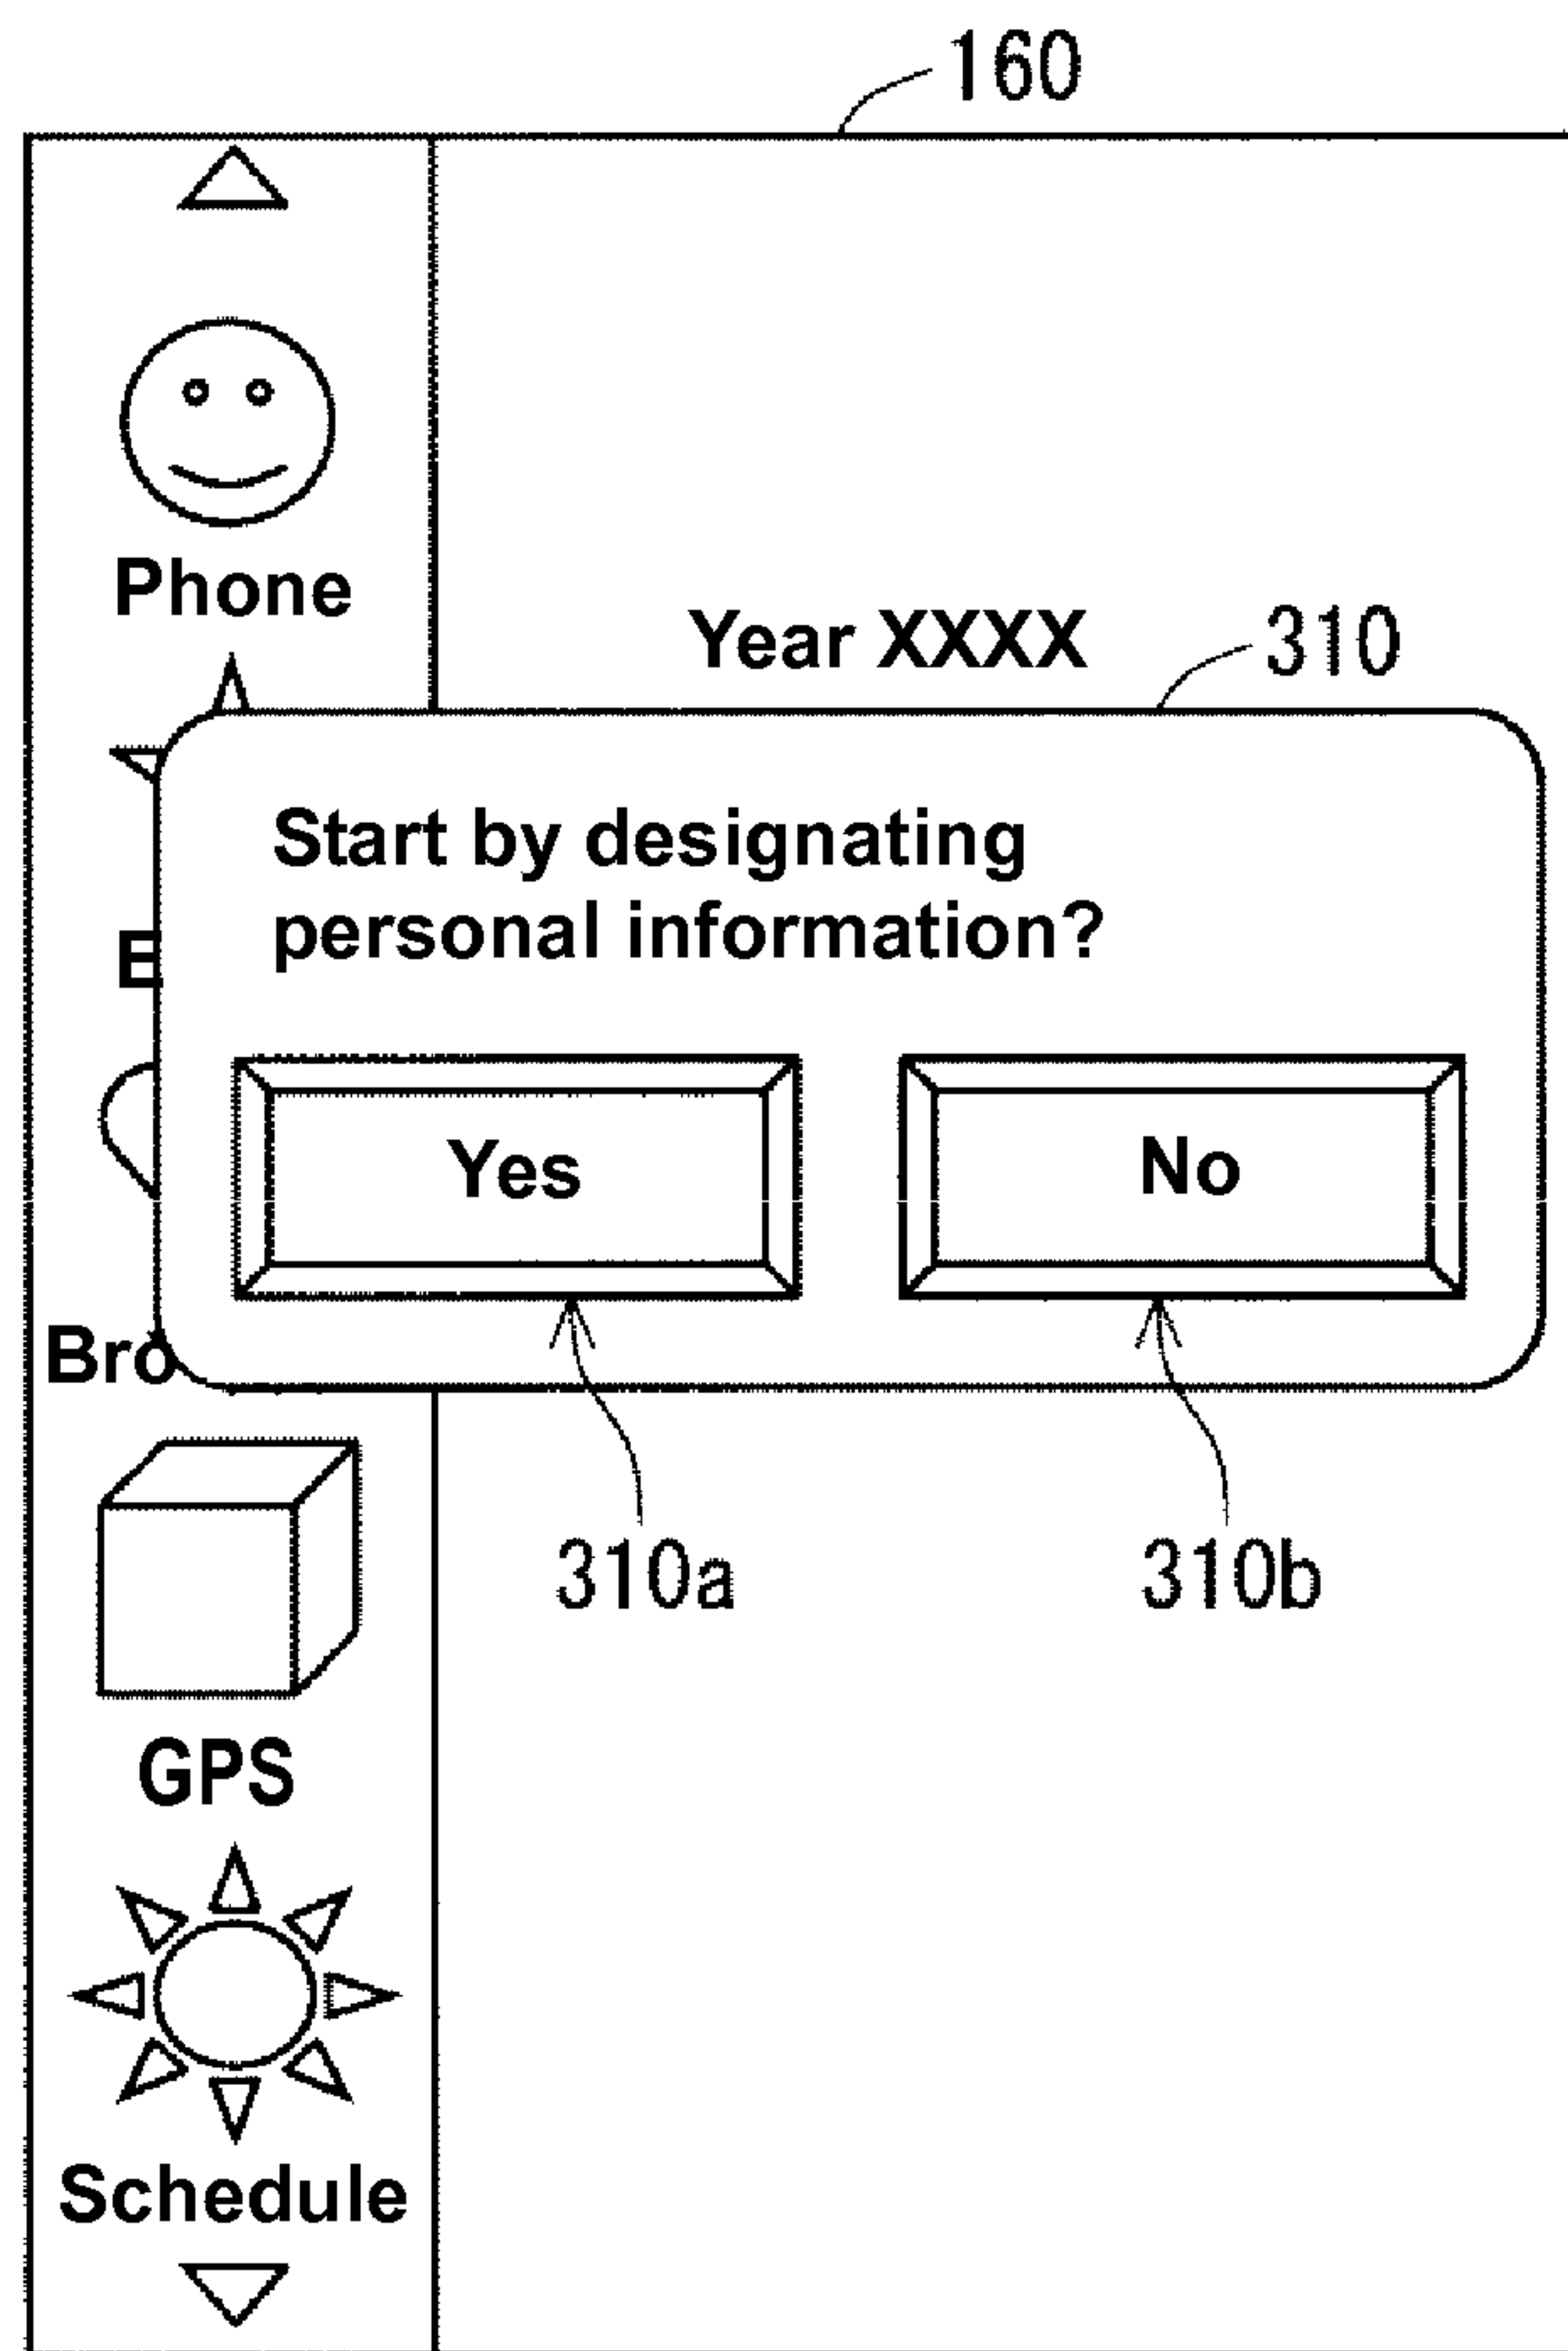 160
Phone
Year XXXX
310
Start by designating
personal information?
E
Yes
No
Bro
310a
310b
GPS
Schedule